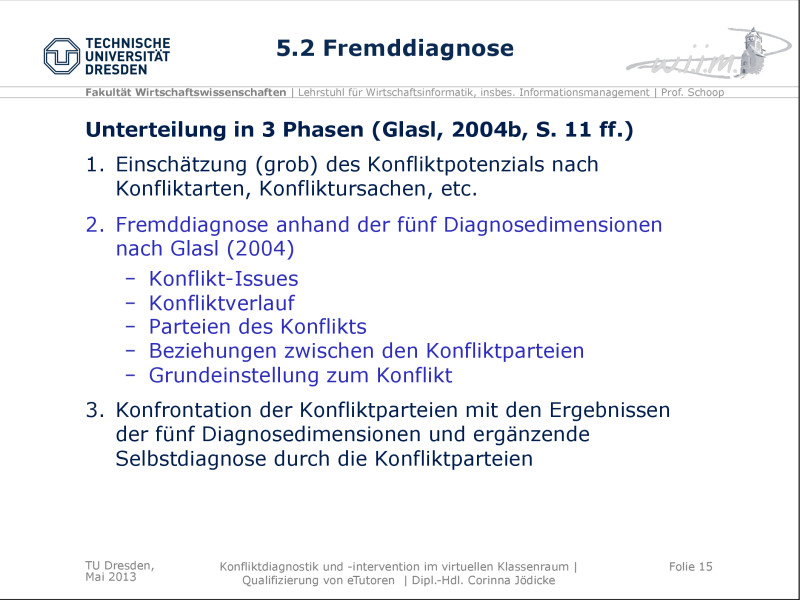 TECHNISCHE
UNIVERSITÄT
DRESDEN
5.2 Fremddiagnose
w.i.i.m.
Fakultät Wirtschaftswissenschaften | Lehrstuhl für Wirtschaftsinformatik, insbes. Informationsmanagement | Prof. Schoop
Unterteilung in 3 Phasen (Glasl, 2004b, S. 11 ff.)
1. Einschätzung (grob) des Konfliktpotenzials nach
Konfliktarten, Konfliktursachen, etc.
2. Fremddiagnose anhand der fünf Diagnosedimensionen
nach Glasl (2004)
– Konflikt-Issues
– Konfliktverlauf
– Parteien des Konflikts
– Beziehungen zwischen den Konfliktparteien
– Grundeinstellung zum Konflikt
3. Konfrontation der Konfliktparteien mit den Ergebnissen
der fünf Diagnosedimensionen und ergänzende
Selbstdiagnose durch die Konfliktparteien
TU Dresden,
Mai 2013
Konfliktdiagnostik und -intervention im virtuellen Klassenraum |
Qualifizierung von eTutoren | Dipl.-Hdl. Corinna Jödicke
Folie 15